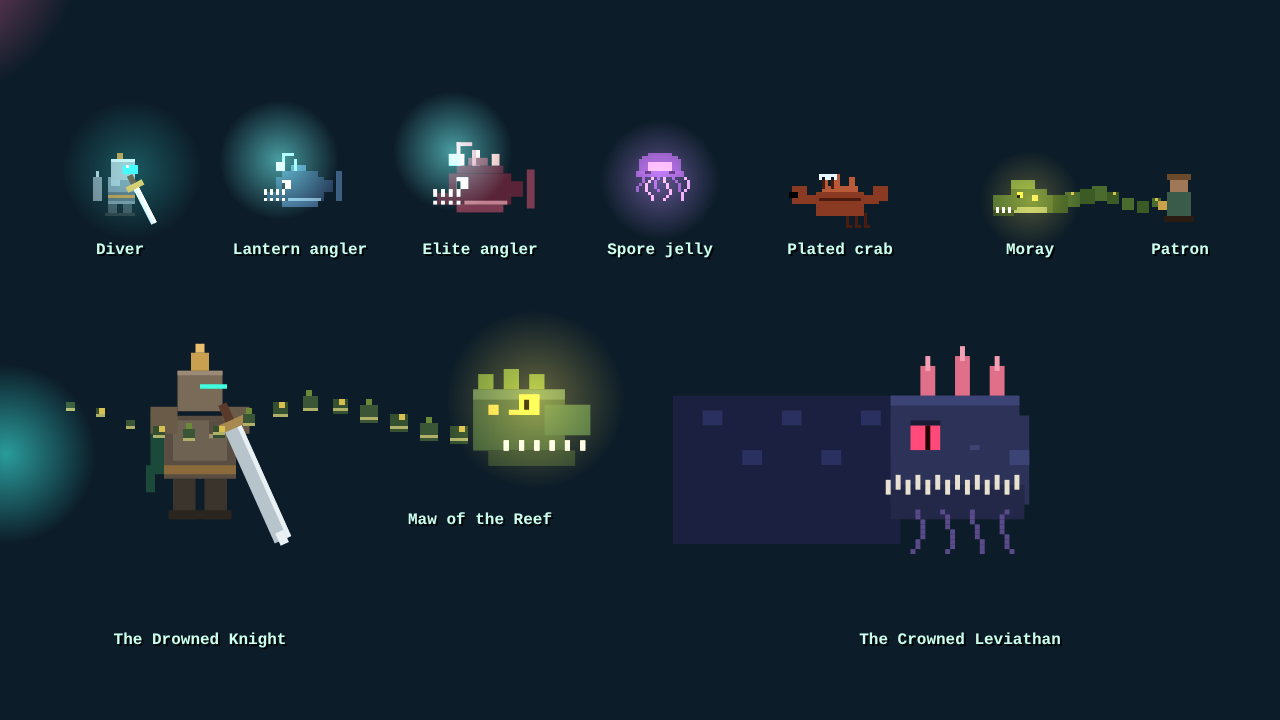 Diver
Lantern angler
Elite angler
Spore jelly
Plated crab
Moray
Patron
Maw of the Reef
The Drowned Knight
The Crowned Leviathan